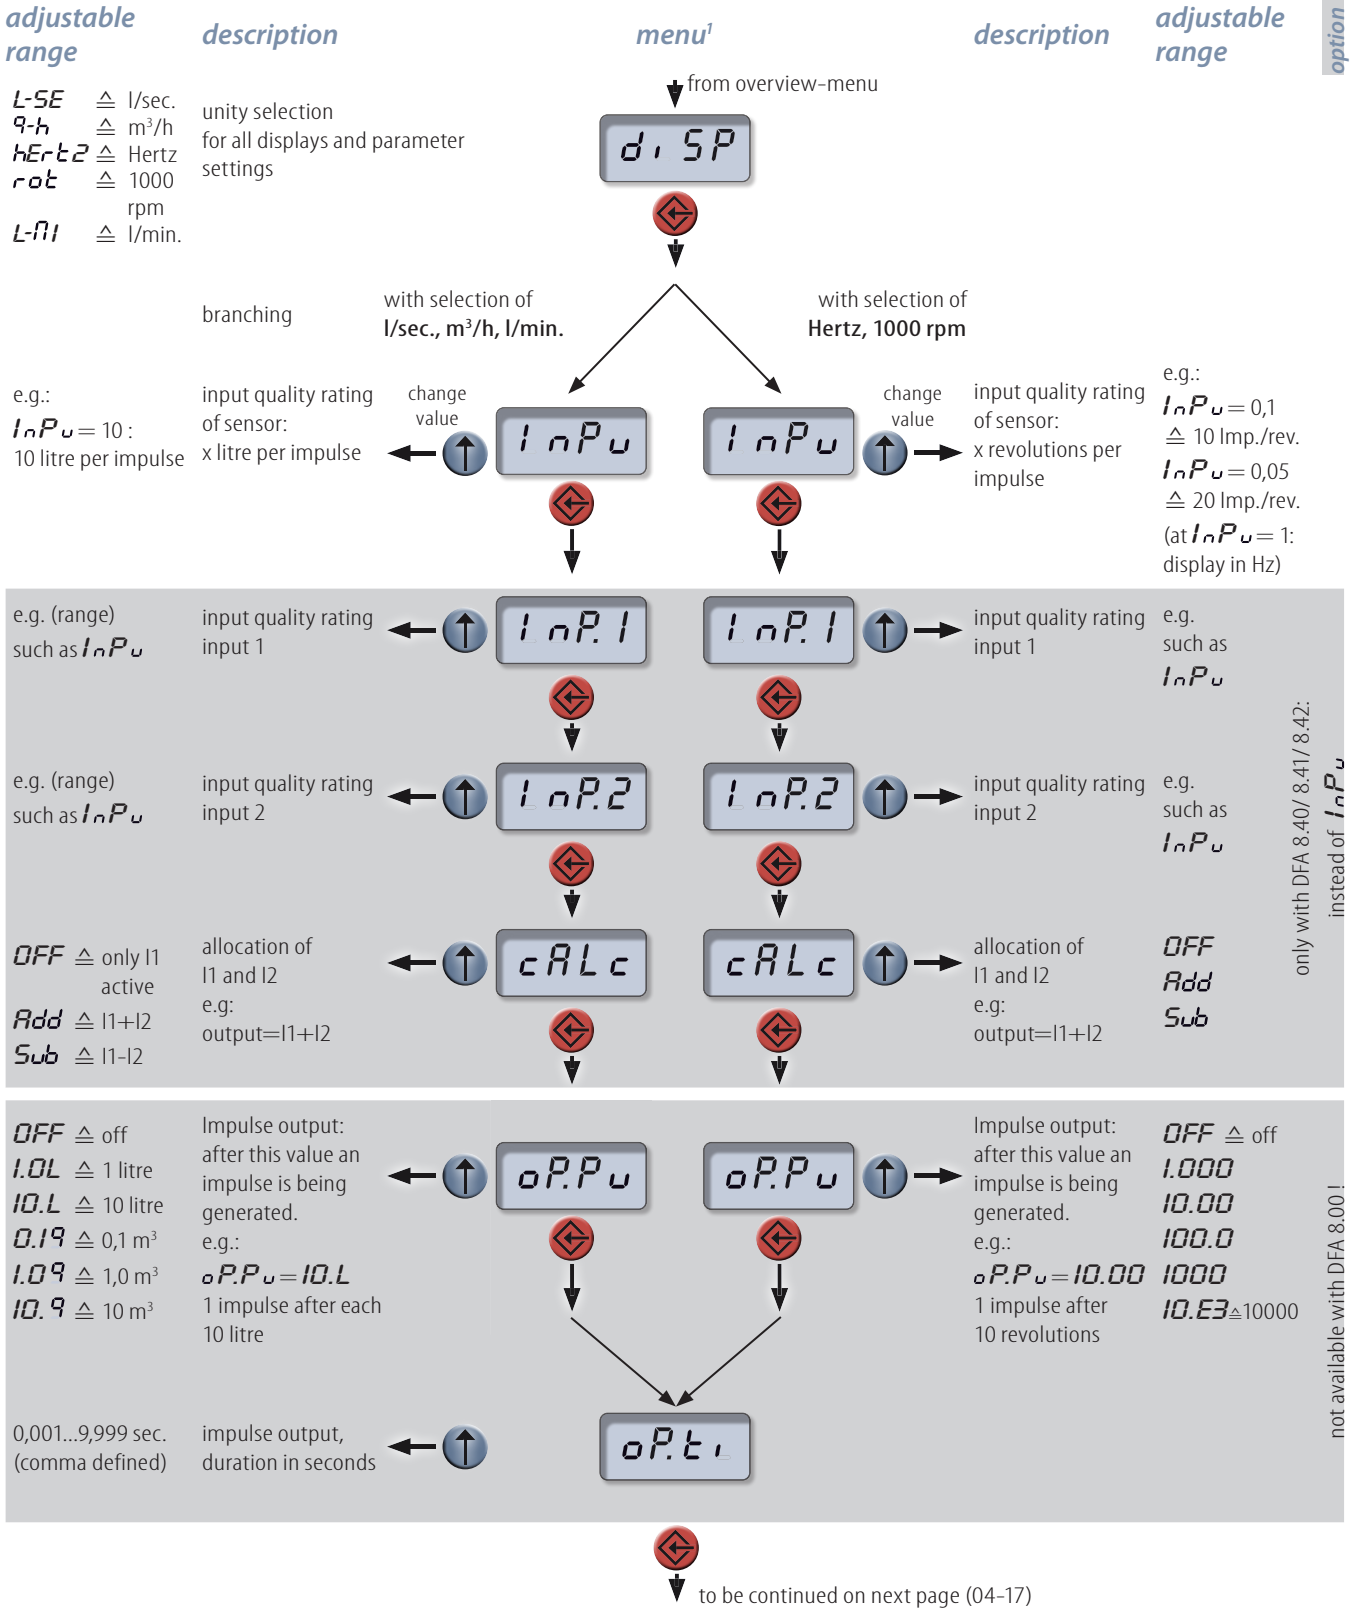 adjustable
range
description
menu¹
description
adjustable
range
option
from overview-menu
L-SE ≙ l/sec.
q-h ≙ m³/h
hErtZ ≙ Hertz
rot ≙ 1000
rpm
L-MI ≙ l/min.
unity selection
for all displays and parameter
settings
di SP
branching
with selection of
l/sec., m³/h, l/min.
with selection of
Hertz, 1000 rpm
e.g.:
InPu = 10 :
10 litre per impulse
input quality rating
of sensor:
x litre per impulse
change
value
InPu
InPu
change
value
input quality rating
of sensor:
x revolutions per
impulse
e.g.:
InPu = 0,1
≙ 10 Imp./rev.
InPu = 0,05
≙ 20 Imp./rev.
(at InPu = 1:
display in Hz)
e.g. (range)
such as InPu
input quality rating
input 1
InP.1
InP.1
input quality rating
input 1
e.g.
such as
InPu
e.g. (range)
such as InPu
input quality rating
input 2
InP.2
InP.2
input quality rating
input 2
e.g.
such as
InPu
only with DFA 8.40/ 8.41/ 8.42:
instead of InPu
OFF ≙ only I1
active
Add ≙ I1+I2
Sub ≙ I1-I2
allocation of
I1 and I2
e.g:
output=I1+I2
cALc
cALc
allocation of
I1 and I2
e.g:
output=I1+I2
OFF
Add
Sub
OFF ≙ off
1.0L ≙ 1 litre
10.L ≙ 10 litre
0.1q ≙ 0,1 m³
1.0q ≙ 1,0 m³
10.q ≙ 10 m³
Impulse output:
after this value an
impulse is being
generated.
e.g.:
oP.Pu=10.L
1 impulse after each
10 litre
oP.Pu
oP.Pu
Impulse output:
after this value an
impulse is being
generated.
e.g.:
oP.Pu=10.00
1 impulse after
10 revolutions
OFF ≙ off
1.000
10.00
100.0
1000
10.E3≙10000
not available with DFA 8.00 !
0,001...9,999 sec.
(comma defined)
impulse output,
duration in seconds
oP.ti
to be continued on next page (04-17)